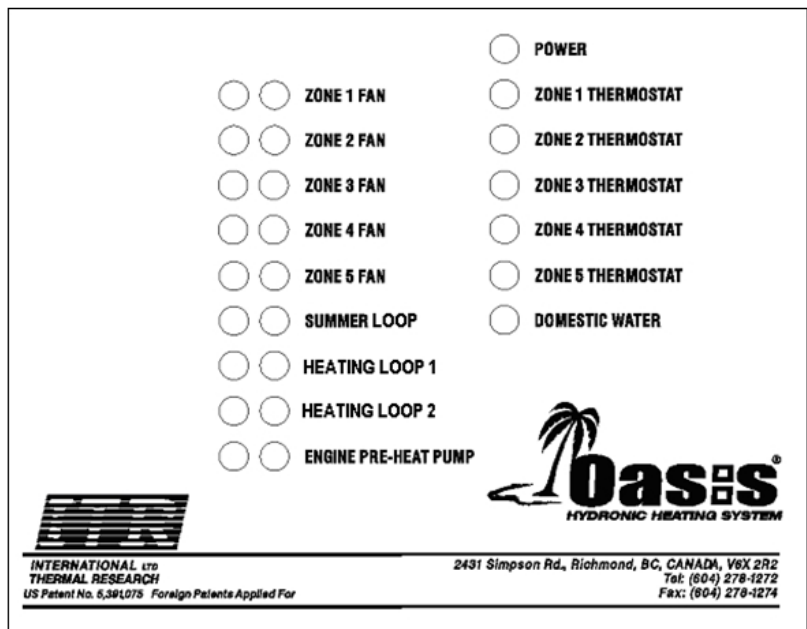 POWER
ZONE 1 FAN
ZONE 1 THERMOSTAT
ZONE 2 FAN
ZONE 2 THERMOSTAT
ZONE 3 FAN
ZONE 3 THERMOSTAT
ZONE 4 FAN
ZONE 4 THERMOSTAT
ZONE 5 FAN
ZONE 5 THERMOSTAT
SUMMER LOOP
DOMESTIC WATER
HEATING LOOP 1
HEATING LOOP 2
ENGINE PRE-HEAT PUMP
Oasis®
HYDRONIC HEATING SYSTEM
ITR
INTERNATIONAL LTD
THERMAL RESEARCH
US Patent No. 5,391,075 Foreign Patents Applied For
2431 Simpson Rd., Richmond, BC, CANADA, V6X 2R2
Tel: (604) 278-1272
Fax: (604) 278-1274